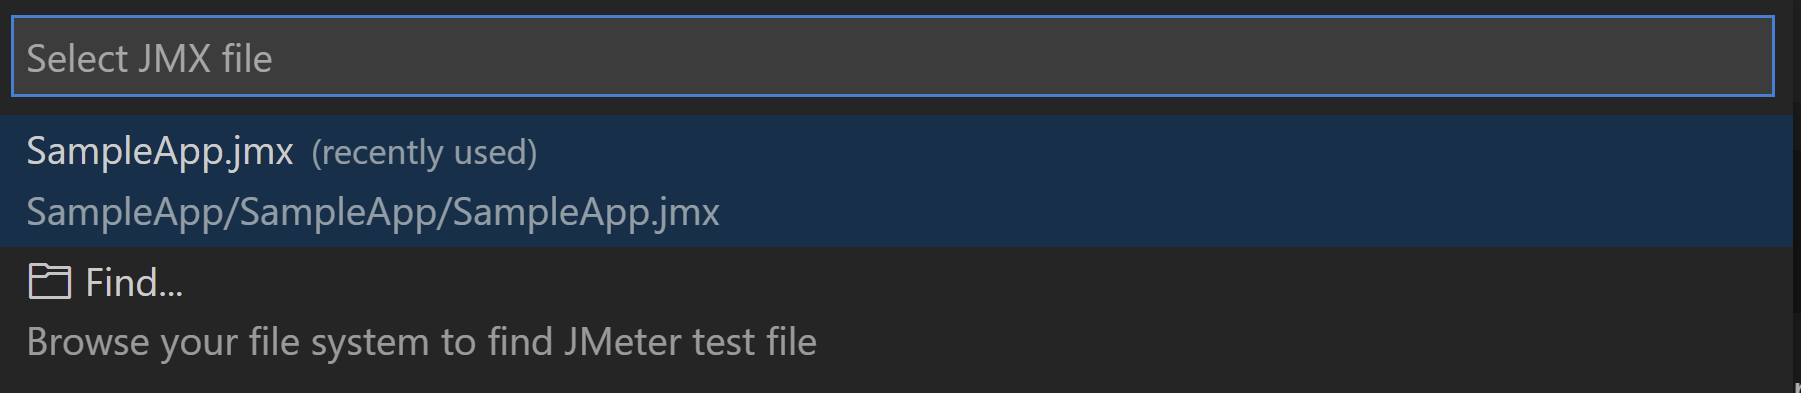 Select JMX file
SampleApp.jmx (recently used)
SampleApp/SampleApp/SampleApp.jmx
Find...
Browse your file system to find JMeter test file